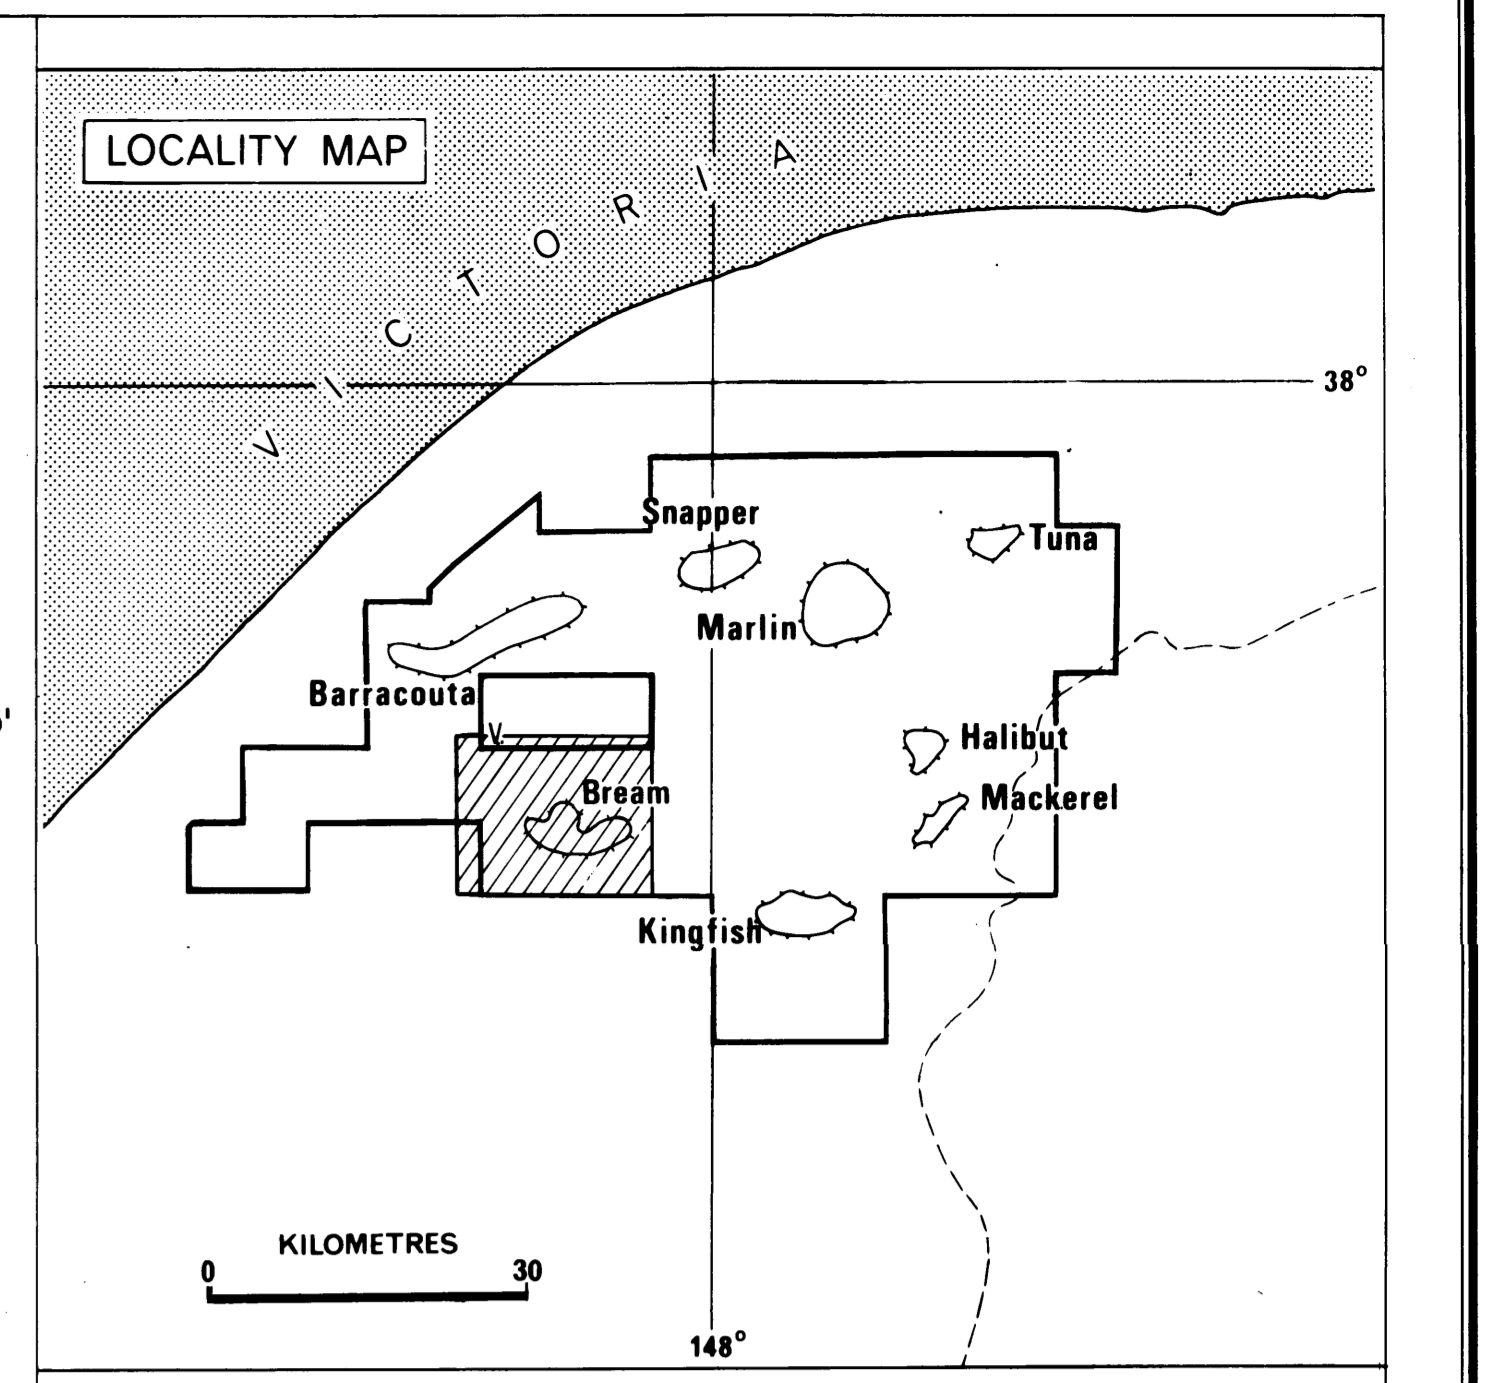 LOCALITY MAP
VICTORIA
38°
Snapper
Tuna
Marlin
Barracouta
V.
Halibut
Bream
Mackerel
Kingfish
KILOMETRES
0 30
148°